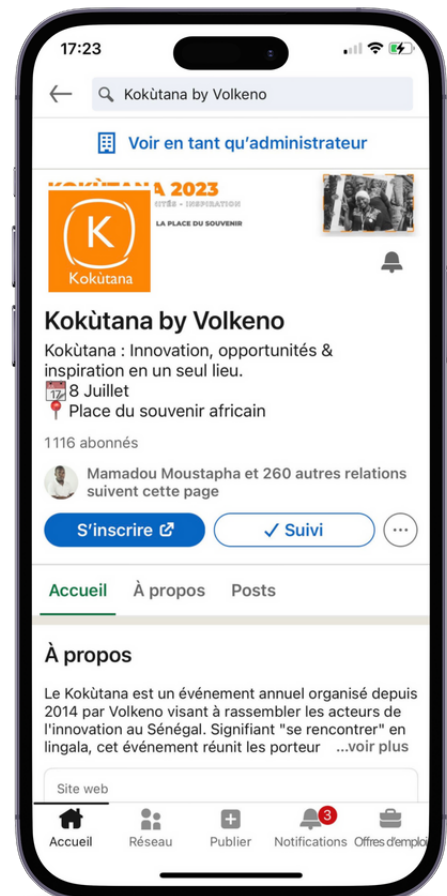 17:23
Kokùtana by Volkeno
Voir en tant qu'administrateur
KOKÙTANA 2023
ITÉS - INSPIRATION
LA PLACE DU SOUVENIR
K
Kokùtana
Kokùtana by Volkeno
Kokùtana : Innovation, opportunités &
inspiration en un seul lieu.
17 8 Juillet
Place du souvenir africain
1116 abonnés
Mamadou Moustapha et 260 autres relations
suivent cette page
S'inscrire
✓ Suivi
Accueil À propos Posts
À propos
Le Kokùtana est un événement annuel organisé depuis
2014 par Volkeno visant à rassembler les acteurs de
l'innovation au Sénégal. Signifiant "se rencontrer" en
lingala, cet événement réunit les porteur ...voir plus
Site web
3
Accueil Réseau Publier Notifications Offres d'emploi